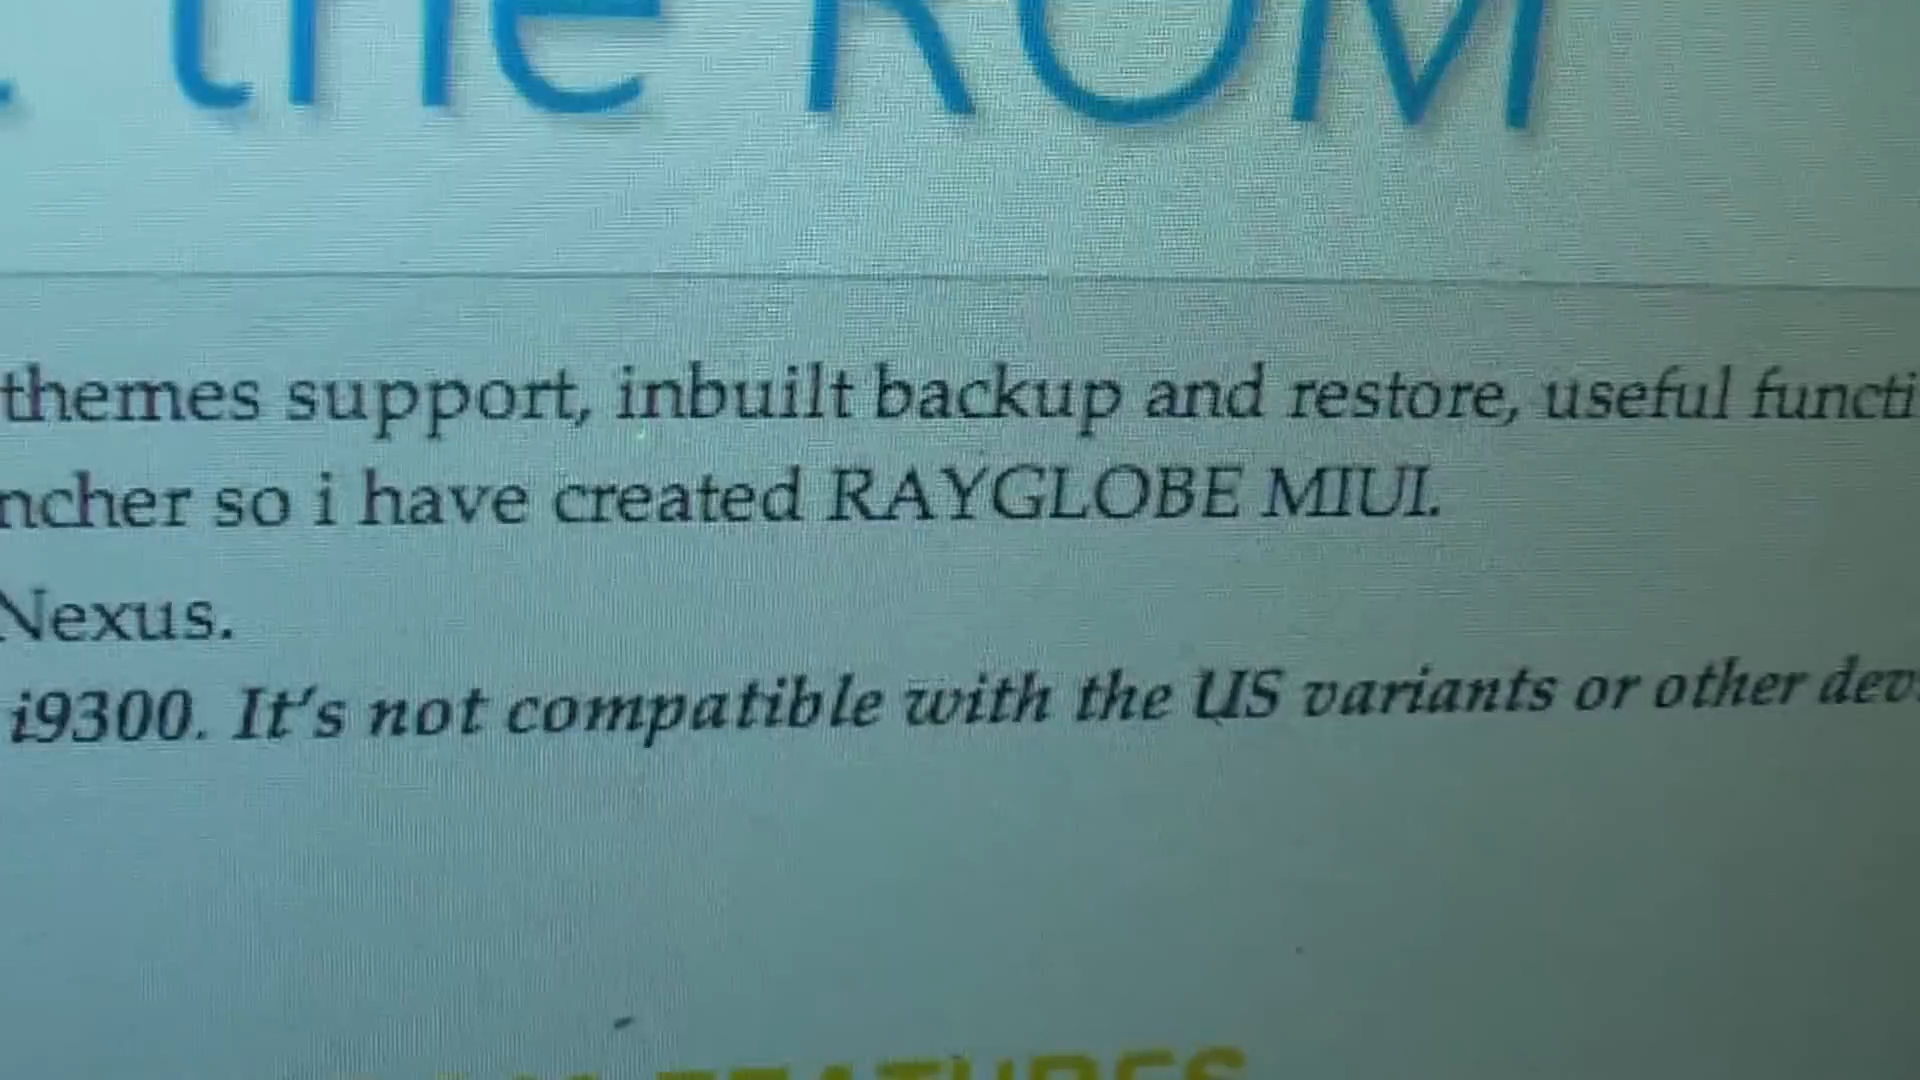 the ROM
themes support, inbuilt backup and restore, useful functi
ncher so i have created RAYGLOBE MIUI.
Nexus.
i9300. It's not compatible with the US variants or other dev
FEATURES